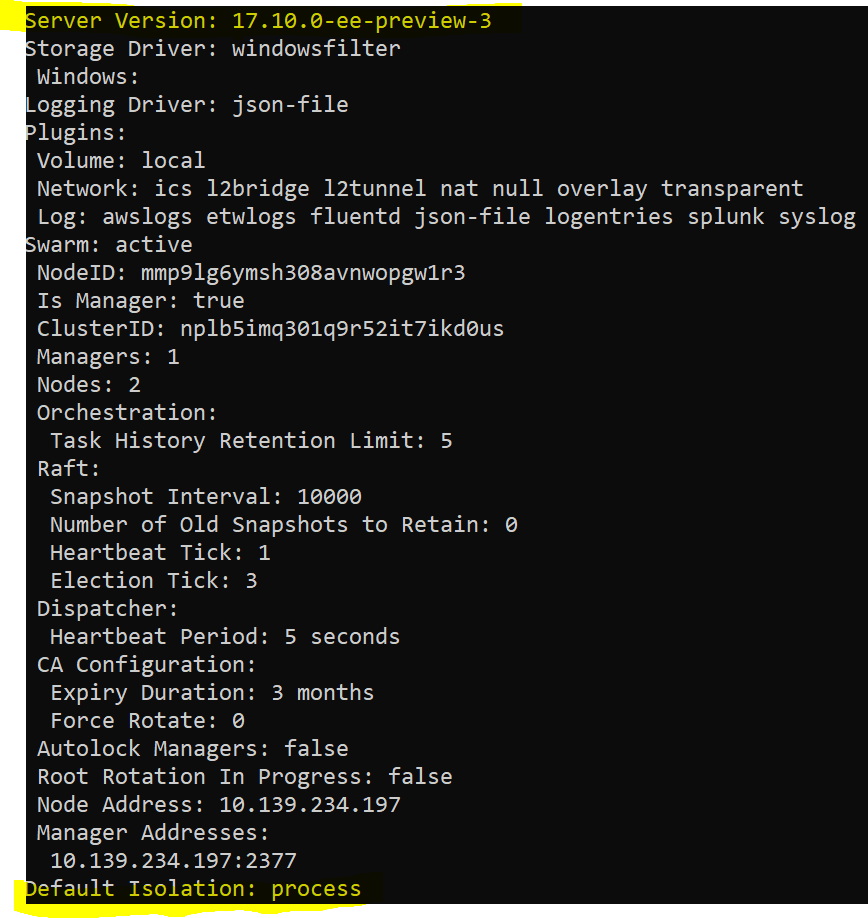 Server Version: 17.10.0-ee-preview-3
Storage Driver: windowsfilter
 Windows:
Logging Driver: json-file
Plugins:
 Volume: local
 Network: ics l2bridge l2tunnel nat null overlay transparent
 Log: awslogs etwlogs fluentd json-file logentries splunk syslog
Swarm: active
 NodeID: mmp9lg6ymsh308avnwopgw1r3
 Is Manager: true
 ClusterID: nplb5imq301q9r52it7ikd0us
 Managers: 1
 Nodes: 2
 Orchestration:
  Task History Retention Limit: 5
 Raft:
  Snapshot Interval: 10000
  Number of Old Snapshots to Retain: 0
  Heartbeat Tick: 1
  Election Tick: 3
 Dispatcher:
  Heartbeat Period: 5 seconds
 CA Configuration:
  Expiry Duration: 3 months
  Force Rotate: 0
 Autolock Managers: false
 Root Rotation In Progress: false
 Node Address: 10.139.234.197
 Manager Addresses:
  10.139.234.197:2377
Default Isolation: process